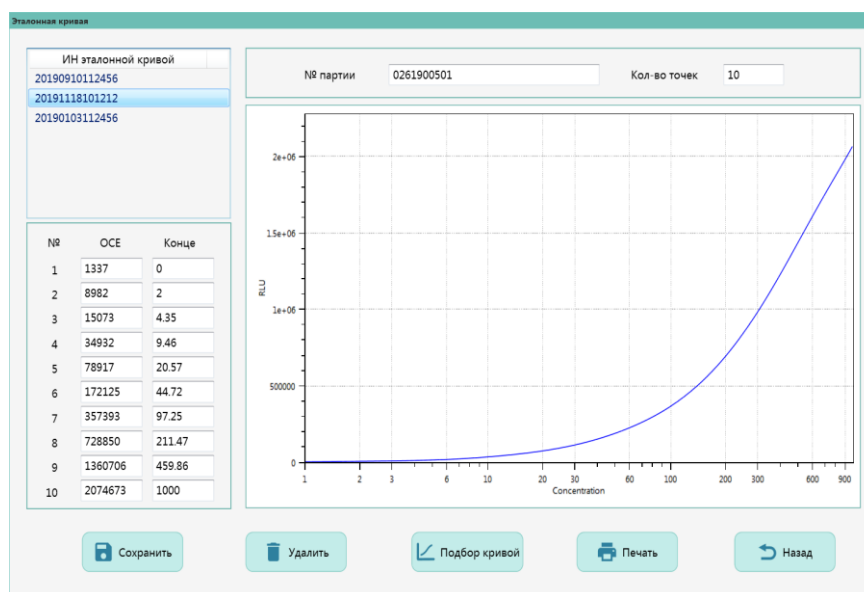 Эталонная кривая
ИН эталонной кривой
20190910112456
20191118101212
20190103112456
№ партии 0261900501 Кол-во точек 10
№ ОСЕ Конце
1 1337 0
2 8982 2
3 15073 4.35
4 34932 9.46
5 78917 20.57
6 172125 44.72
7 357393 97.25
8 728850 211.47
9 1360706 459.86
10 2074673 1000
RLU
2e+06
1.5e+06
1e+06
500000
0
1 2 3 6 10 20 30 60 100 200 300 600 900
Concentration
Сохранить Удалить Подбор кривой Печать Назад